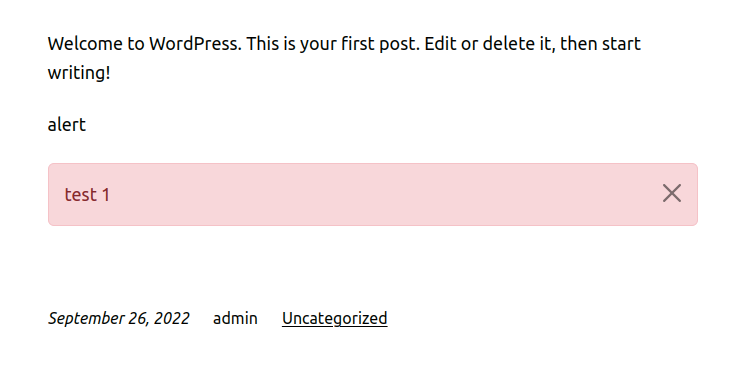 Welcome to WordPress. This is your first post. Edit or delete it, then start
writing!
alert
test 1
September 26, 2022 admin Uncategorized